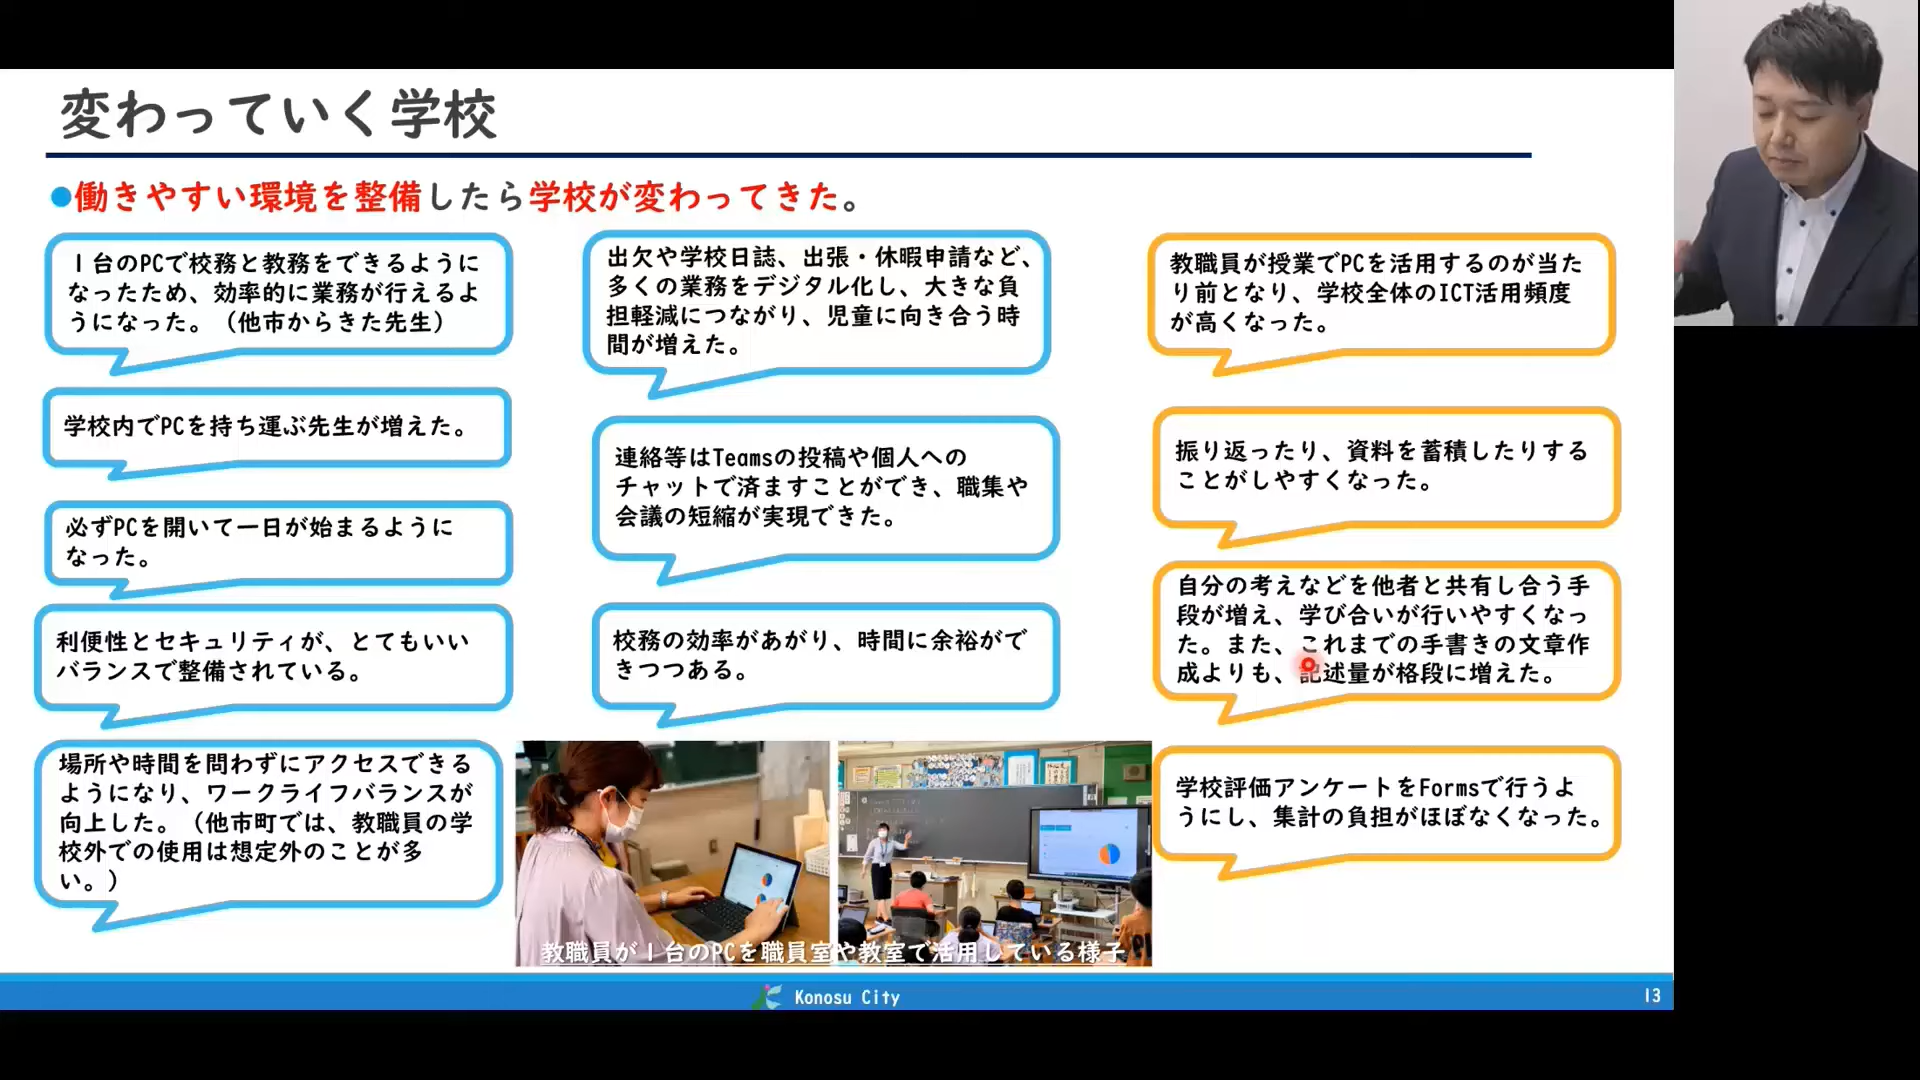 変わっていく学校
●働きやすい環境を整備したら学校が変わってきた。
1台のPCで校務と教務をできるように
なったため、効率的に業務が行えるよ
うになった。（他市からきた先生）
学校内でPCを持ち運ぶ先生が増えた。
必ずPCを開いて一日が始まるように
なった。
利便性とセキュリティが、とてもいい
バランスで整備されている。
場所や時間を問わずにアクセスできる
ようになり、ワークライフバランスが
向上した。（他市町では、教職員の学
校外での使用は想定外のことが多
い。）
出欠や学校日誌、出張・休暇申請など、
多くの業務をデジタル化し、大きな負
担軽減につながり、児童に向き合う時
間が増えた。
連絡等はTeamsの投稿や個人への
チャットで済ますことができ、職集や
会議の短縮が実現できた。
校務の効率があがり、時間に余裕がで
きつつある。
教職員が授業でPCを活用するのが当た
り前となり、学校全体のICT活用頻度
が高くなった。
振り返ったり、資料を蓄積したりする
ことがしやすくなった。
自分の考えなどを他者と共有し合う手
段が増え、学び合いが行いやすくなっ
た。また、これまでの手書きの文章作
成よりも、記述量が格段に増えた。
学校評価アンケートをFormsで行うよ
うにし、集計の負担がほぼなくなった。
教職員が1台のPCを職員室や教室で活用している様子
Konosu City
13